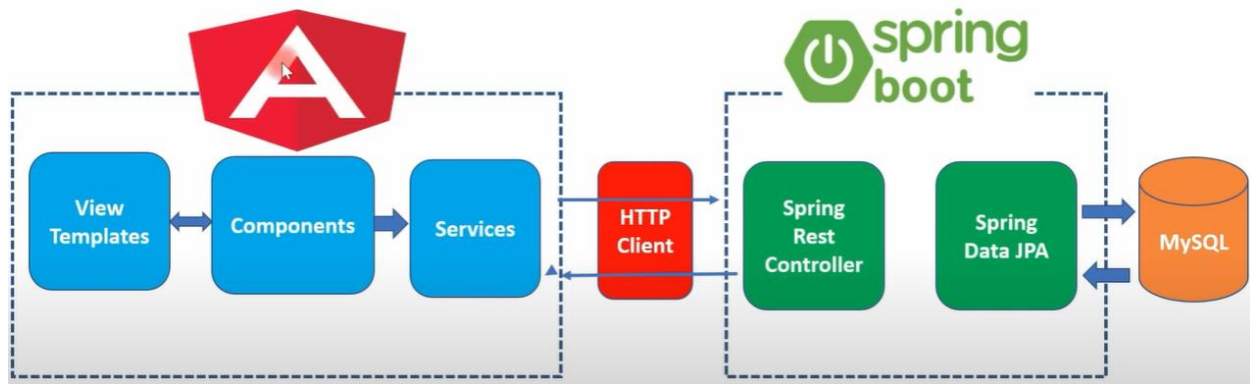 A
spring
boot
View
Templates
Components
Services
HTTP
Client
Spring
Rest
Controller
Spring
Data JPA
MySQL